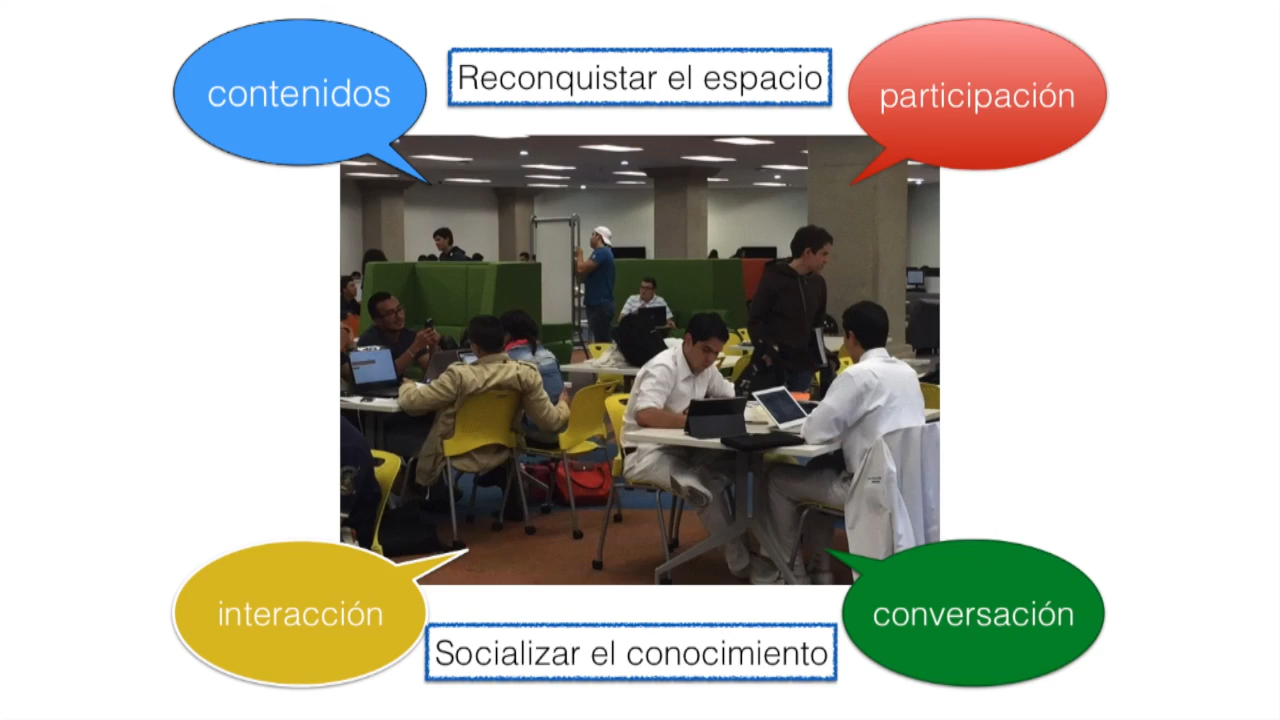 contenidos
Reconquistar el espacio
participación
interacción
conversación
Socializar el conocimiento